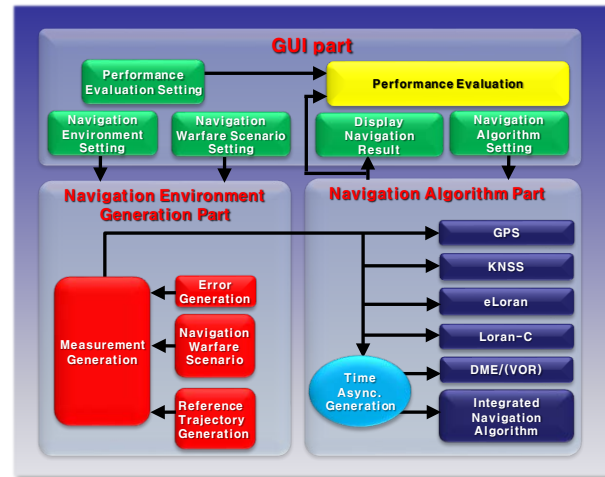 GUI part
Performance
Evaluation Setting
Performance Evaluation
Navigation
Environment
Setting
Navigation
Warfare Scenario
Setting
Display
Navigation
Result
Navigation
Algorithm
Setting
Navigation Environment
Generation Part
Measurement
Generation
Error
Generation
Navigation
Warfare
Scenario
Reference
Trajectory
Generation
Navigation Algorithm Part
GPS
KNSS
eLoran
Loran-C
DME/(VOR)
Time
Async.
Generation
Integrated
Navigation
Algorithm